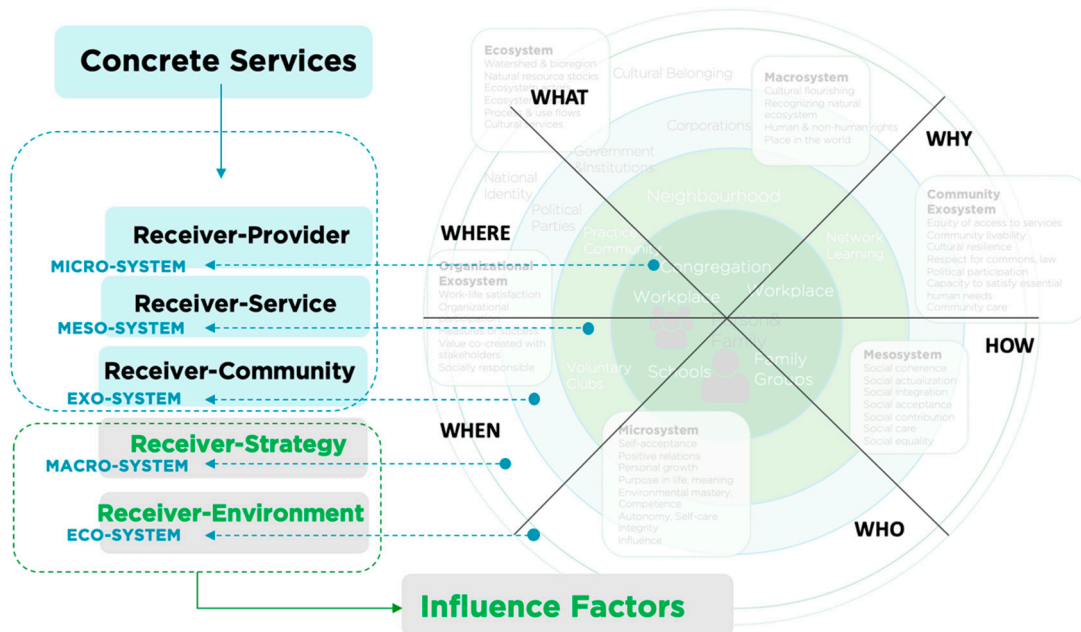 Concrete Services
Receiver-Provider
MICRO-SYSTEM
Receiver-Service
MESO-SYSTEM
Receiver-Community
EXO-SYSTEM
Receiver-Strategy
MACRO-SYSTEM
Receiver-Environment
ECO-SYSTEM
Influence Factors
WHAT
WHY
WHERE
HOW
WHEN
WHO
Ecosystem
Watershed & bioregion
Natural resource stocks
Ecosystem
Ecosystem
Process & use flows
Cultural services
Cultural Belonging
Macrosystem
Cultural flourishing
Recognizing natural
ecosystem
Human & non-human rights
Place in the world
Corporations
Government
& Institutions
National
Identity
Political
Parties
Neighbourhood
Community
Network
Learning
Congregation
Workplace
Workplace
Family
Schools
Family
Groups
Voluntary
Clubs
Community
Exosystem
Equity of access to services
Community livability
Cultural resilience
Respect for commons, law
Political participation
Capacity to satisfy essential
human needs
Community care
Organizational
Exosystem
Work-life satisfaction
Organizational
Value co-created with
stakeholders
Socially responsible
Mesosystem
Social coherence
Social actualization
Social integration
Social acceptance
Social contribution
Social care
Social equality
Microsystem
Self-acceptance
Positive relations
Personal growth
Purpose in life, meaning
Environmental mastery,
Competence
Autonomy, Self-care
Integrity
Influence